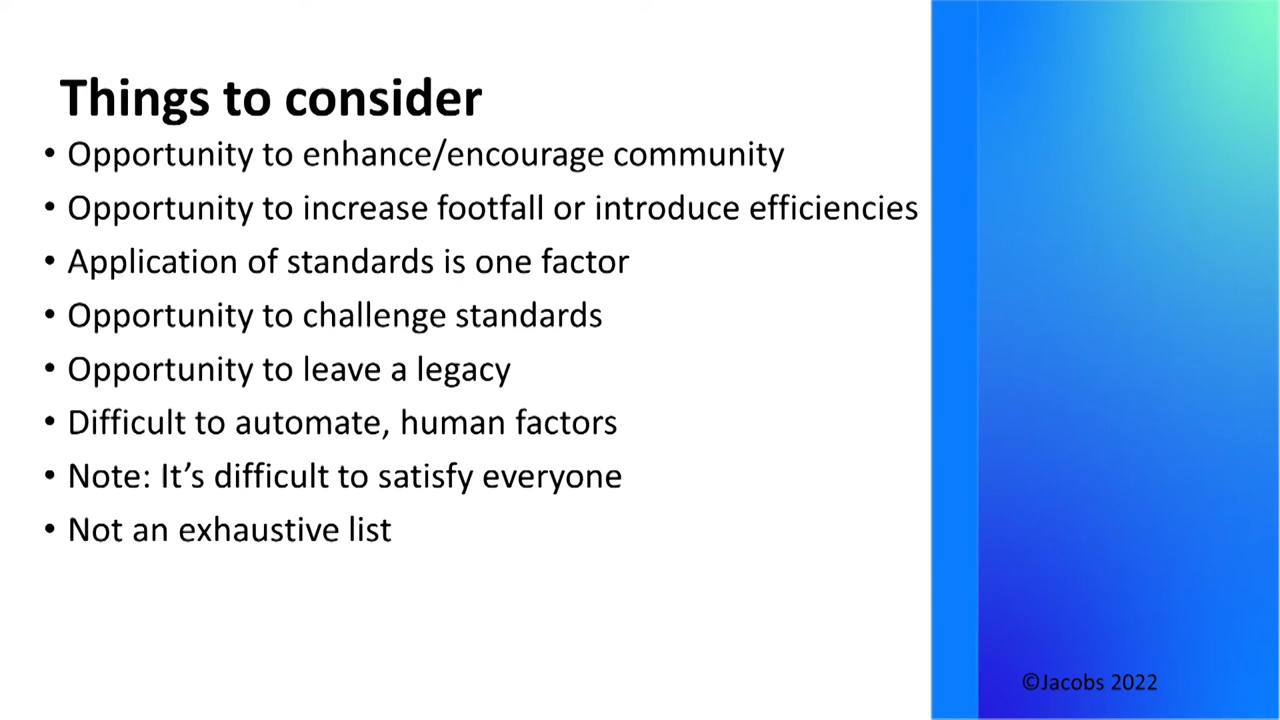 Things to consider
• Opportunity to enhance/encourage community
• Opportunity to increase footfall or introduce efficiencies
• Application of standards is one factor
• Opportunity to challenge standards
• Opportunity to leave a legacy
• Difficult to automate, human factors
• Note: It’s difficult to satisfy everyone
• Not an exhaustive list
©Jacobs 2022